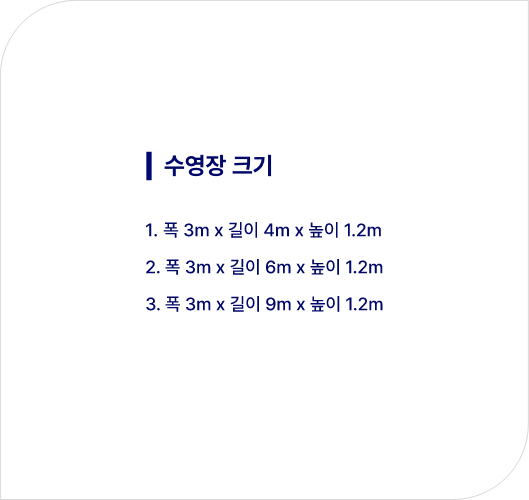 수영장 크기
1. 폭 3m x 길이 4m x 높이 1.2m
2. 폭 3m x 길이 6m x 높이 1.2m
3. 폭 3m x 길이 9m x 높이 1.2m